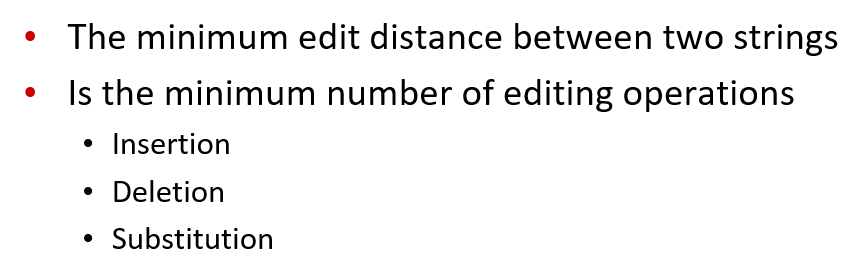 • The minimum edit distance between two strings
• Is the minimum number of editing operations
• Insertion
• Deletion
• Substitution